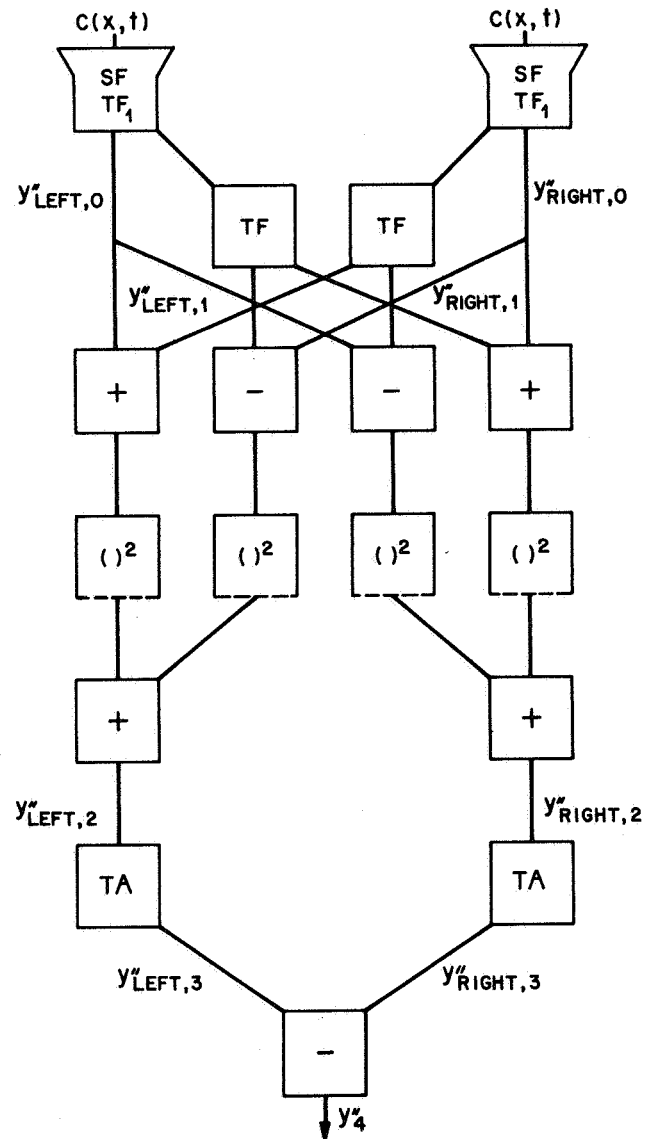 C(x,t) C(x,t)
SF SF
TF₁ TF₁
y″LEFT,0 y″RIGHT,0
TF TF
y″LEFT,1 y″RIGHT,1
+ - - +
( )² ( )² ( )² ( )²
+ +
y″LEFT,2 y″RIGHT,2
TA TA
y″LEFT,3 y″RIGHT,3
-
y″4